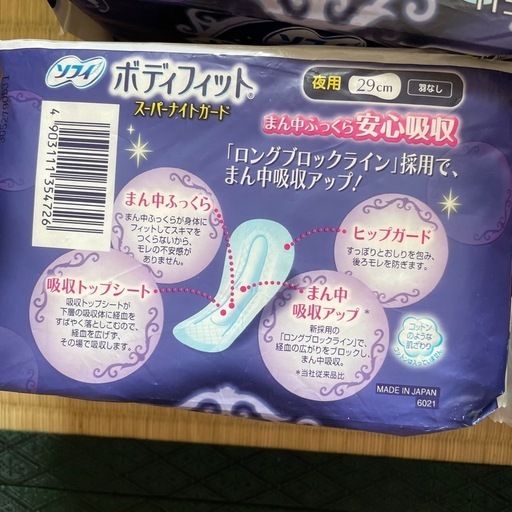 ソフィ
ボディフィット®
スーパーナイトガード
夜用 29cm 羽なし
まん中ふっくら安心吸収
「ロングブロックライン」採用で、
まん中吸収アップ!
4903111354726
まん中ふっくら
まん中ふっくらが身体に
フィットしてスキマを
つくらないから、
モレの不安感が
ありません。
ヒップガード
すっぽりとおしりを包み、
後ろモレを防ぎます。
吸収トップシート
吸収トップシートが
下層の吸収体に経血を
すばやく落としこむので、
経血を広げず、
その場で吸収します。
まん中
吸収アップ*
新採用の
「ロングブロックライン」で、
経血の広がりをブロックし、
まん中吸収。
*当社従来品比
コットン
のような
肌ざわり
MADE IN JAPAN
6021